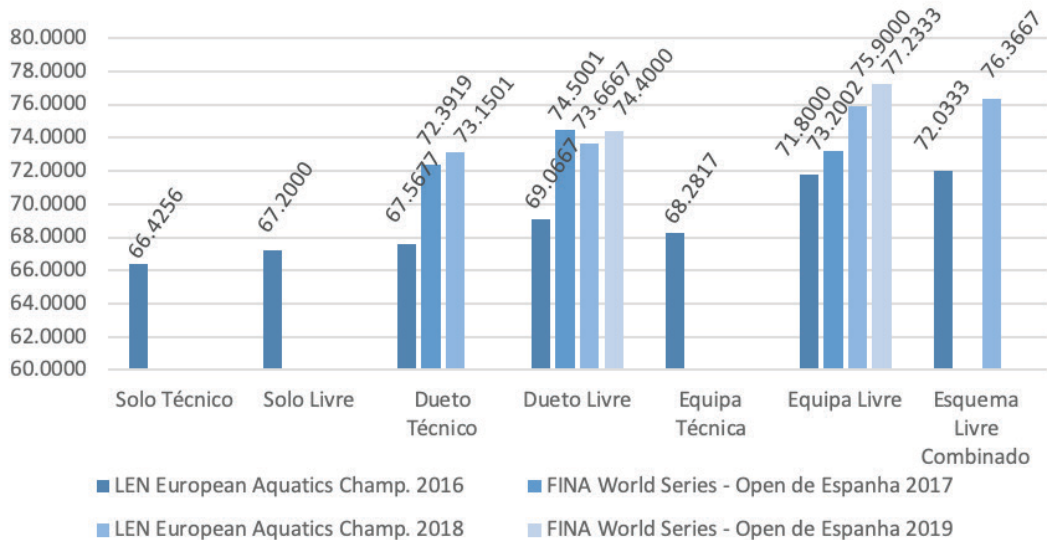 80.0000
78.0000
76.0000
74.0000
72.0000
70.0000
68.0000
66.0000
64.0000
62.0000
60.0000
66.4256
67.2000
67.5677
72.3919
73.1501
69.0667
74.5001
73.6667
74.4000
68.2817
71.8000
73.2002
75.9000
77.2333
72.0333
76.3667
Solo Técnico
Solo Livre
Dueto
Técnico
Dueto Livre
Equipa
Técnica
Equipa Livre
Esquema
Livre
Combinado
LEN European Aquatics Champ. 2016
FINA World Series - Open de Espanha 2017
LEN European Aquatics Champ. 2018
FINA World Series - Open de Espanha 2019